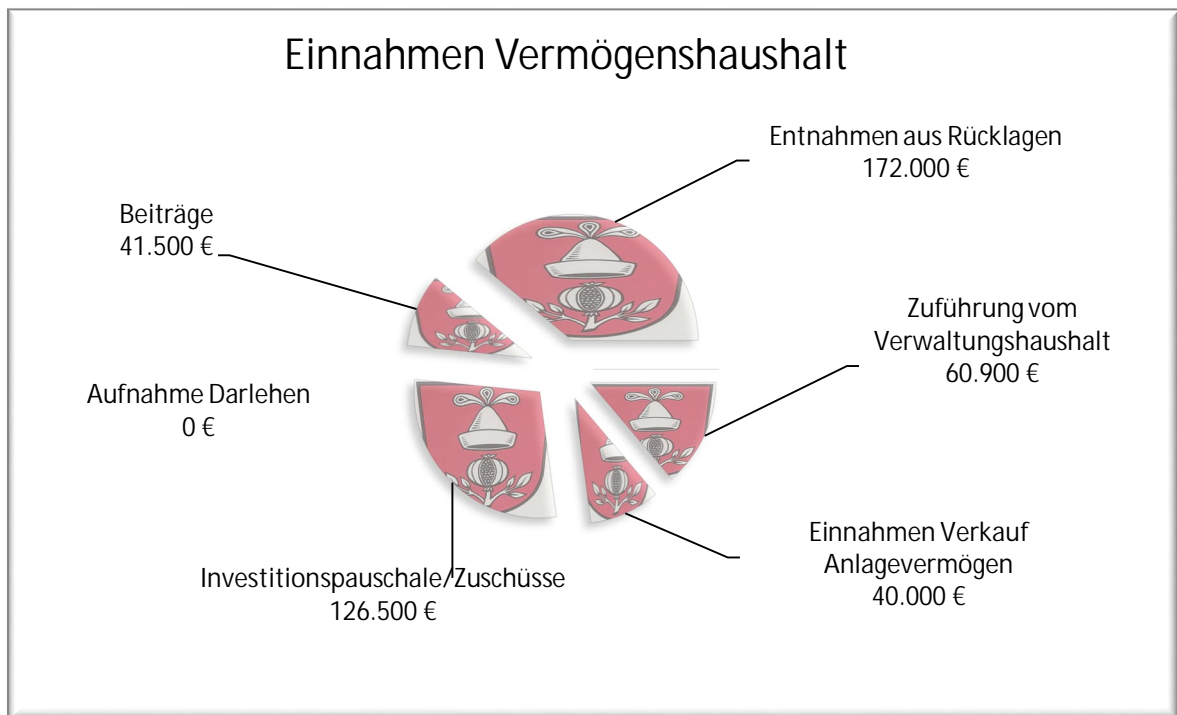 Einnahmen Vermögenshaushalt
Entnahmen aus Rücklagen
172.000 €
Beiträge
41.500 €
Zuführung vom
Verwaltungshaushalt
60.900 €
Aufnahme Darlehen
0 €
Einnahmen Verkauf
Anlagevermögen
40.000 €
Investitionspauschale/Zuschüsse
126.500 €